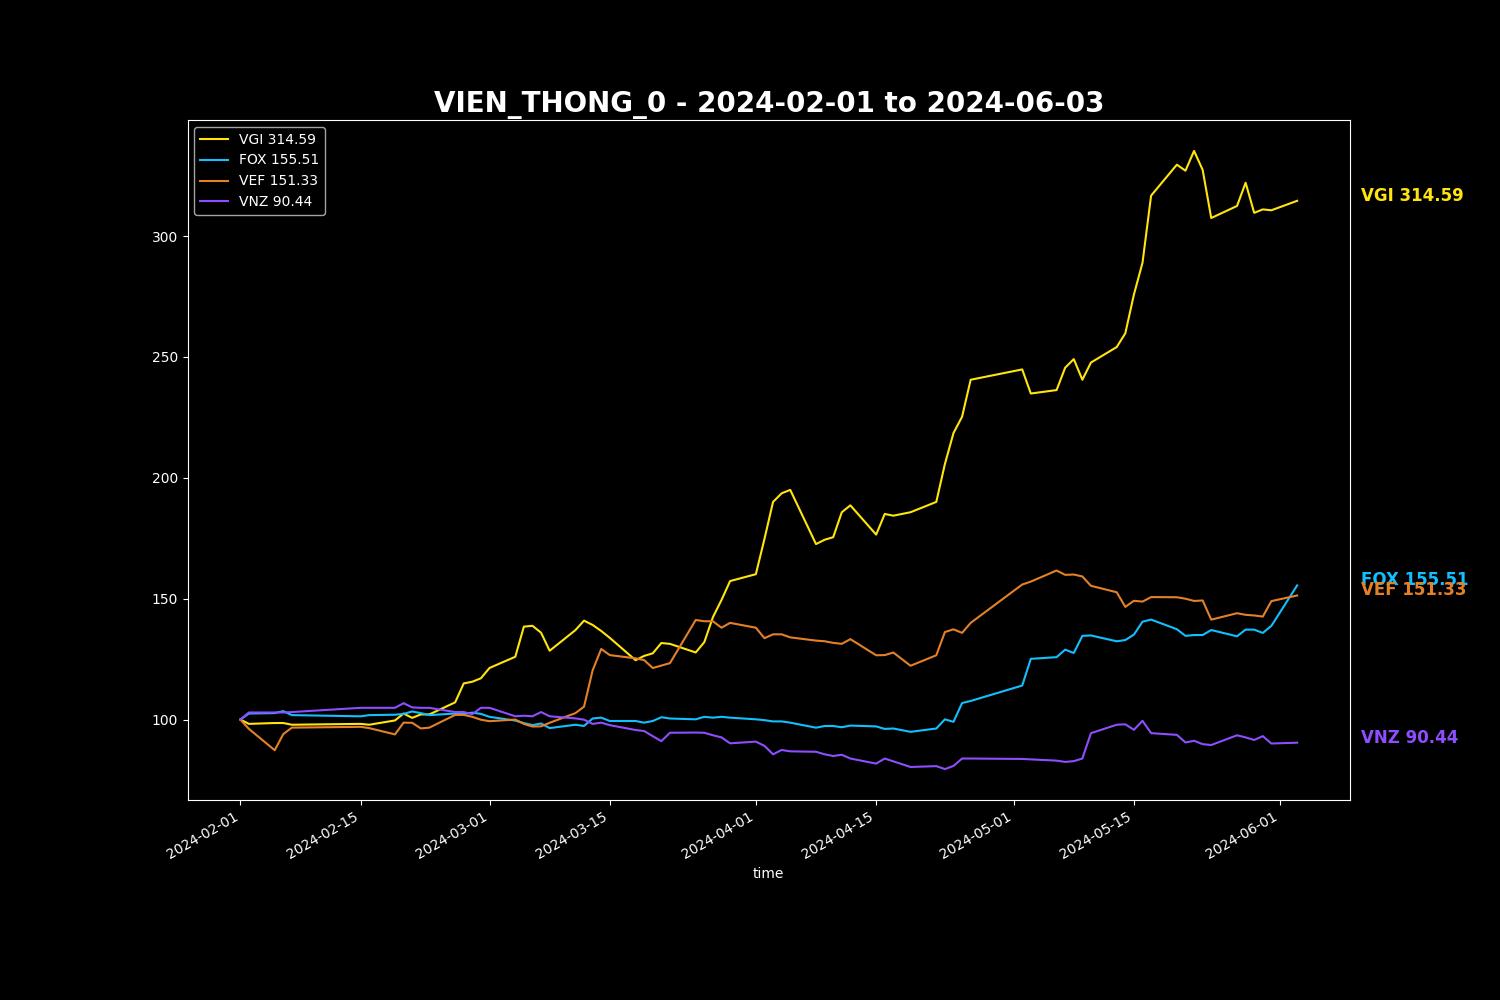 VIEN_THONG_0 - 2024-02-01 to 2024-06-03
VGI 314.59
FOX 155.51
VEF 151.33
VNZ 90.44
300
250
200
150
100
VGI 314.59
FOX 155.51
VEF 151.33
VNZ 90.44
2024-02-01
2024-02-15
2024-03-01
2024-03-15
2024-04-01
2024-04-15
2024-05-01
2024-05-15
2024-06-01
time